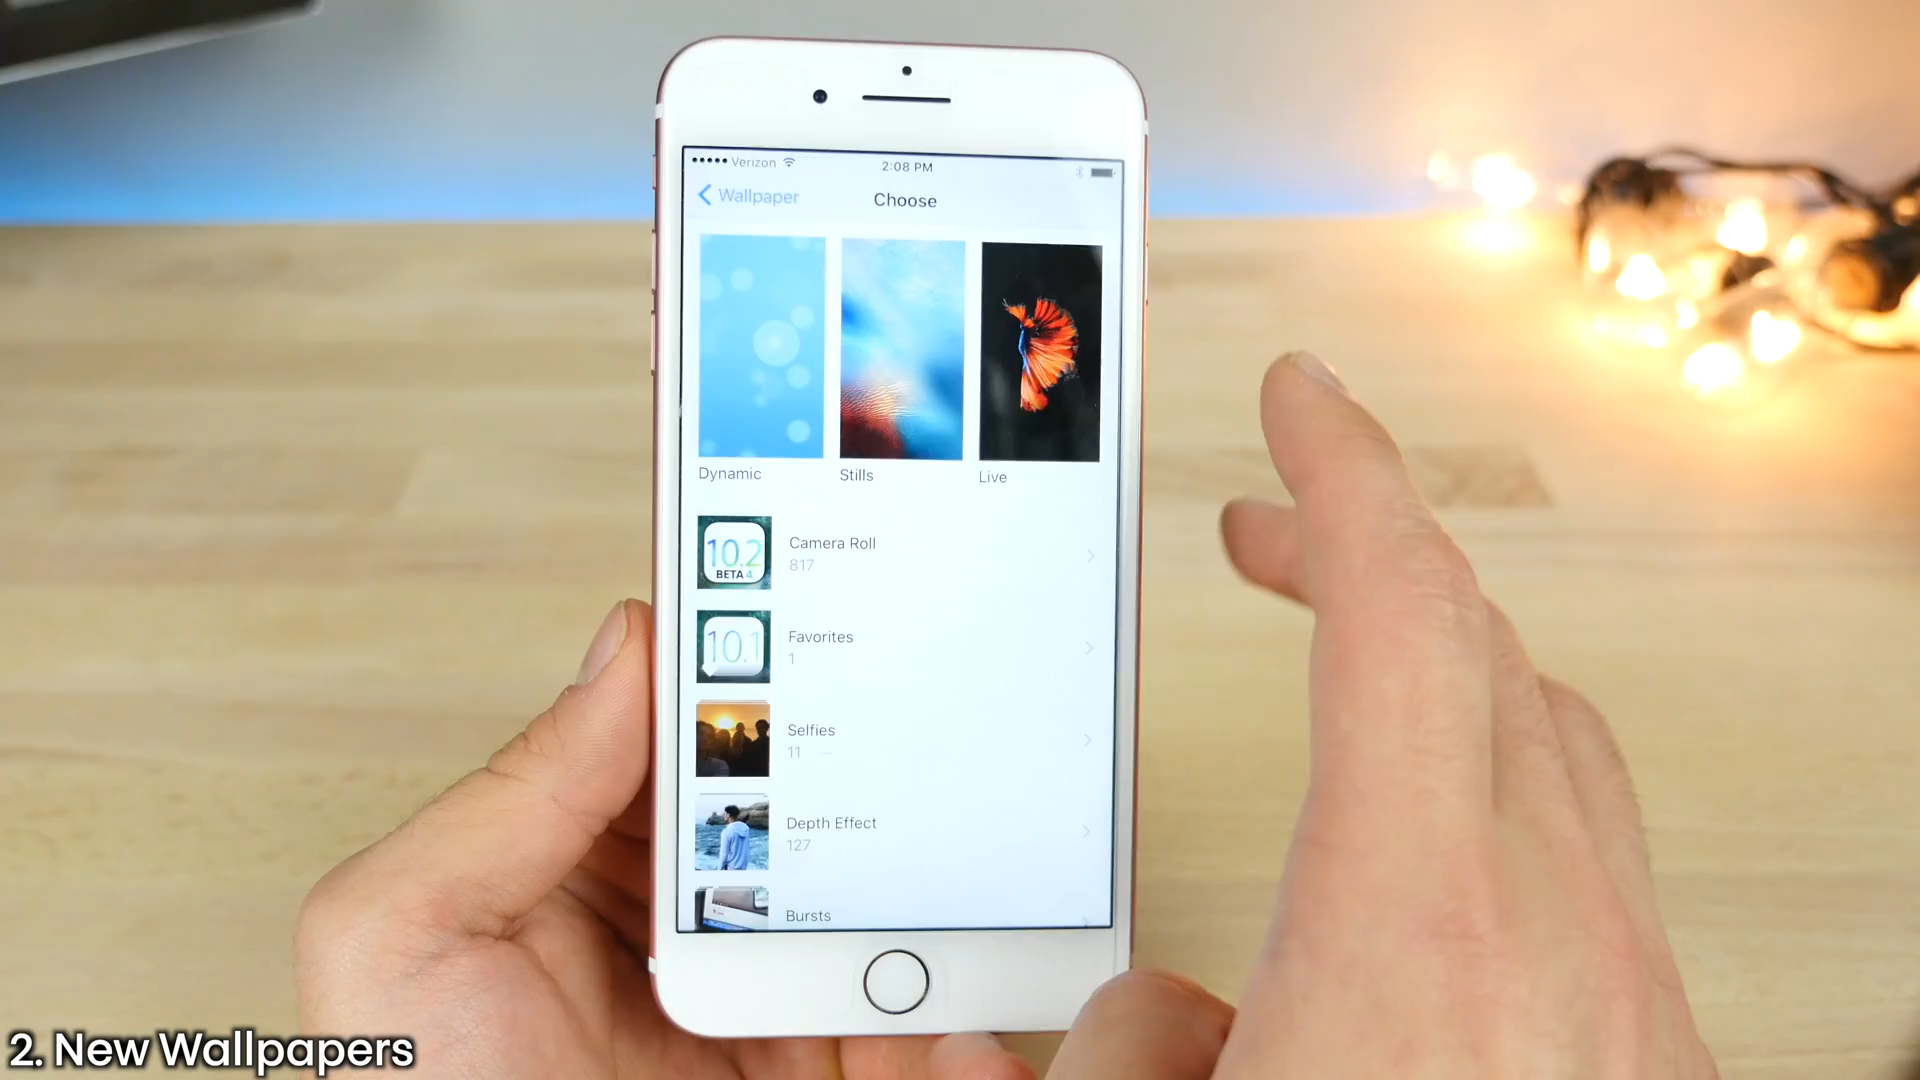 Verizon
2:08 PM
Wallpaper
Choose
Dynamic
Stills
Live
10.2
BETA 4
Camera Roll
817
10.1
Favorites
1
Selfies
11
Depth Effect
127
Bursts
2. New Wallpapers